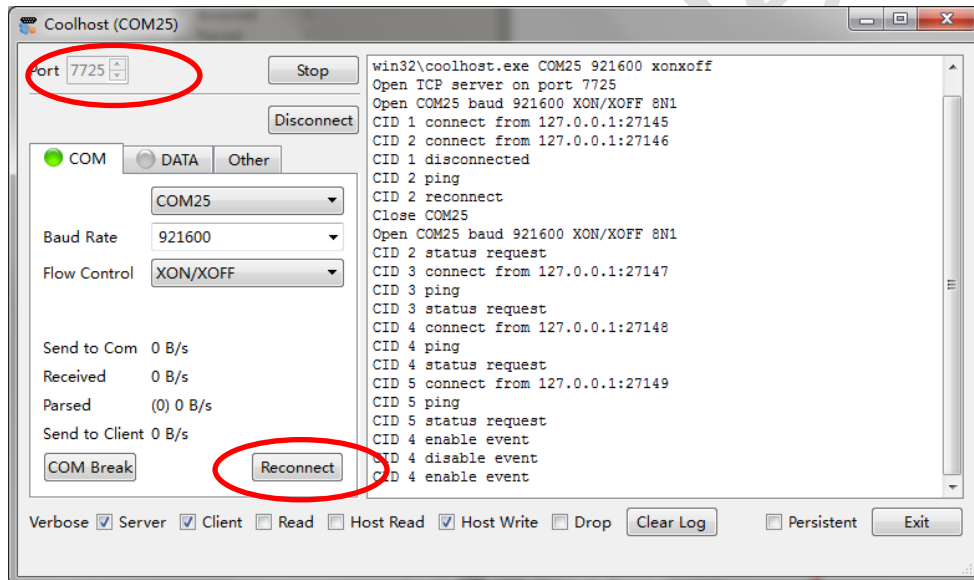 Coolhost (COM25)
Port 7725 Stop
Disconnect
COM DATA Other
COM25
Baud Rate 921600
Flow Control XON/XOFF
Send to Com 0 B/s
Received 0 B/s
Parsed (0) 0 B/s
Send to Client 0 B/s
COM Break Reconnect
win32\coolhost.exe COM25 921600 xonxoff
Open TCP server on port 7725
Open COM25 baud 921600 XON/XOFF 8N1
CID 1 connect from 127.0.0.1:27145
CID 2 connect from 127.0.0.1:27146
CID 1 disconnected
CID 2 ping
CID 2 reconnect
Close COM25
Open COM25 baud 921600 XON/XOFF 8N1
CID 2 status request
CID 3 connect from 127.0.0.1:27147
CID 3 ping
CID 3 status request
CID 4 connect from 127.0.0.1:27148
CID 4 ping
CID 4 status request
CID 5 connect from 127.0.0.1:27149
CID 5 ping
CID 5 status request
CID 4 enable event
CID 4 disable event
CID 4 enable event
Verbose Server Client Read Host Read Host Write Drop Clear Log Persistent Exit